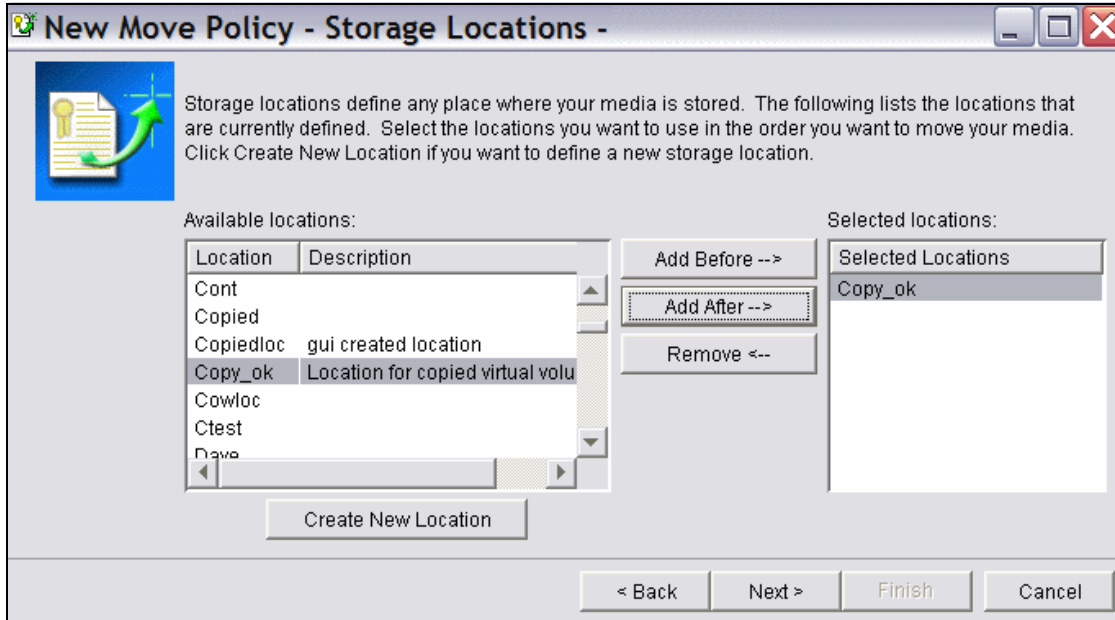 New Move Policy - Storage Locations -
Storage locations define any place where your media is stored. The following lists the locations that
are currently defined. Select the locations you want to use in the order you want to move your media.
Click Create New Location if you want to define a new storage location.
Available locations:
Selected locations:
Location Description
Add Before -->
Selected Locations
Cont
Copy_ok
Copied
Add After -->
Copiedloc gui created location
Remove <--
Copy_ok Location for copied virtual volu
Cowloc
Ctest
Dave
Create New Location
< Back Next > Finish Cancel